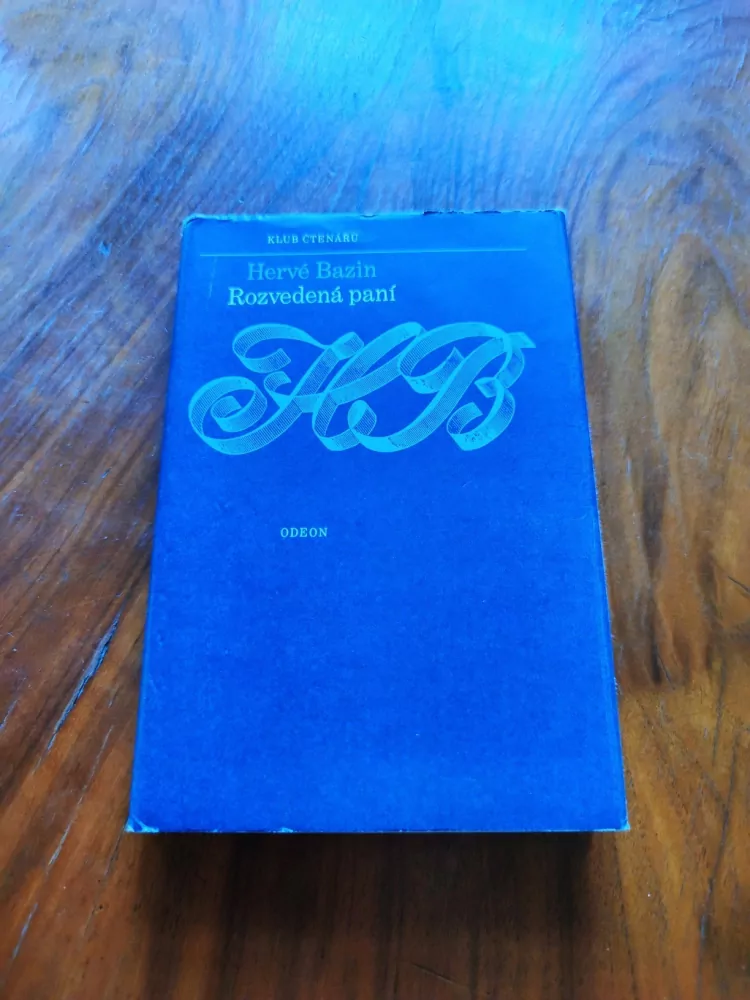 KLUB ČTENÁŘŮ
Hervé Bazin
Rozvedená paní
HB
ODEON